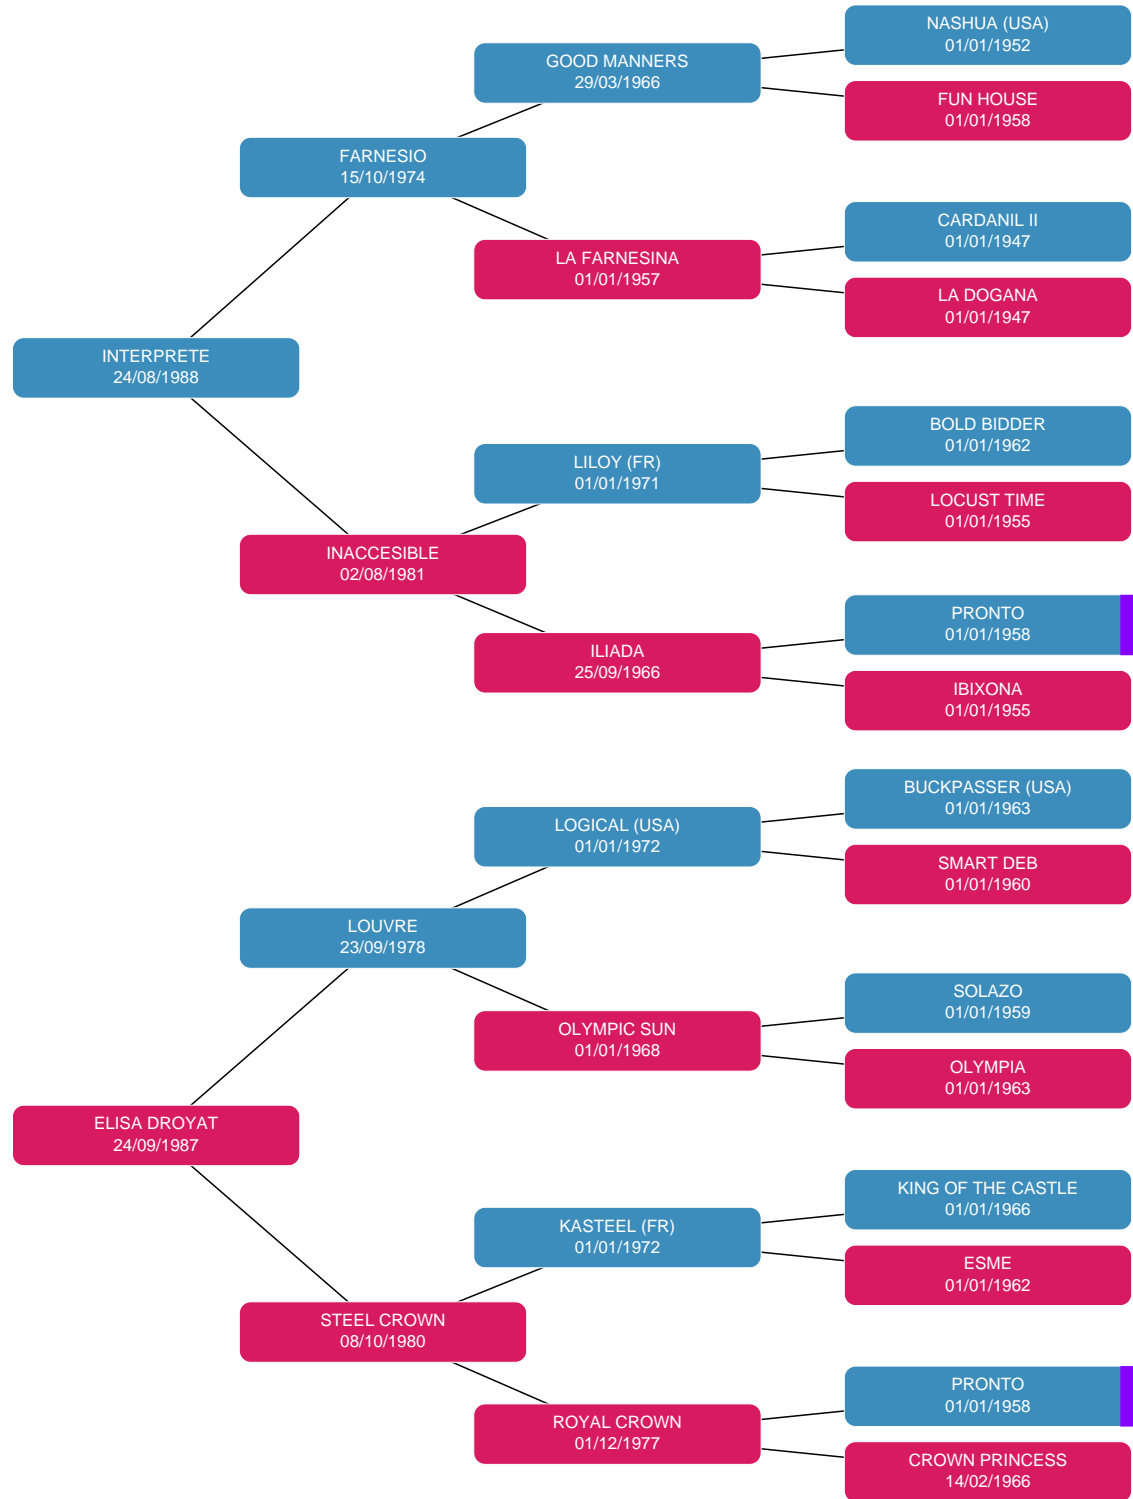 NASHUA (USA)
01/01/1952
GOOD MANNERS
29/03/1966
FUN HOUSE
01/01/1958
FARNESIO
15/10/1974
CARDANIL II
01/01/1947
LA FARNESINA
01/01/1957
LA DOGANA
01/01/1947
INTERPRETE
24/08/1988
BOLD BIDDER
01/01/1962
LILOY (FR)
01/01/1971
LOCUST TIME
01/01/1955
INACCESIBLE
02/08/1981
PRONTO
01/01/1958
ILIADA
25/09/1966
IBIXONA
01/01/1955
BUCKPASSER (USA)
01/01/1963
LOGICAL (USA)
01/01/1972
SMART DEB
01/01/1960
LOUVRE
23/09/1978
SOLAZO
01/01/1959
OLYMPIC SUN
01/01/1968
OLYMPIA
01/01/1963
ELISA DROYAT
24/09/1987
KING OF THE CASTLE
01/01/1966
KASTEEL (FR)
01/01/1972
ESME
01/01/1962
STEEL CROWN
08/10/1980
PRONTO
01/01/1958
ROYAL CROWN
01/12/1977
CROWN PRINCESS
14/02/1966